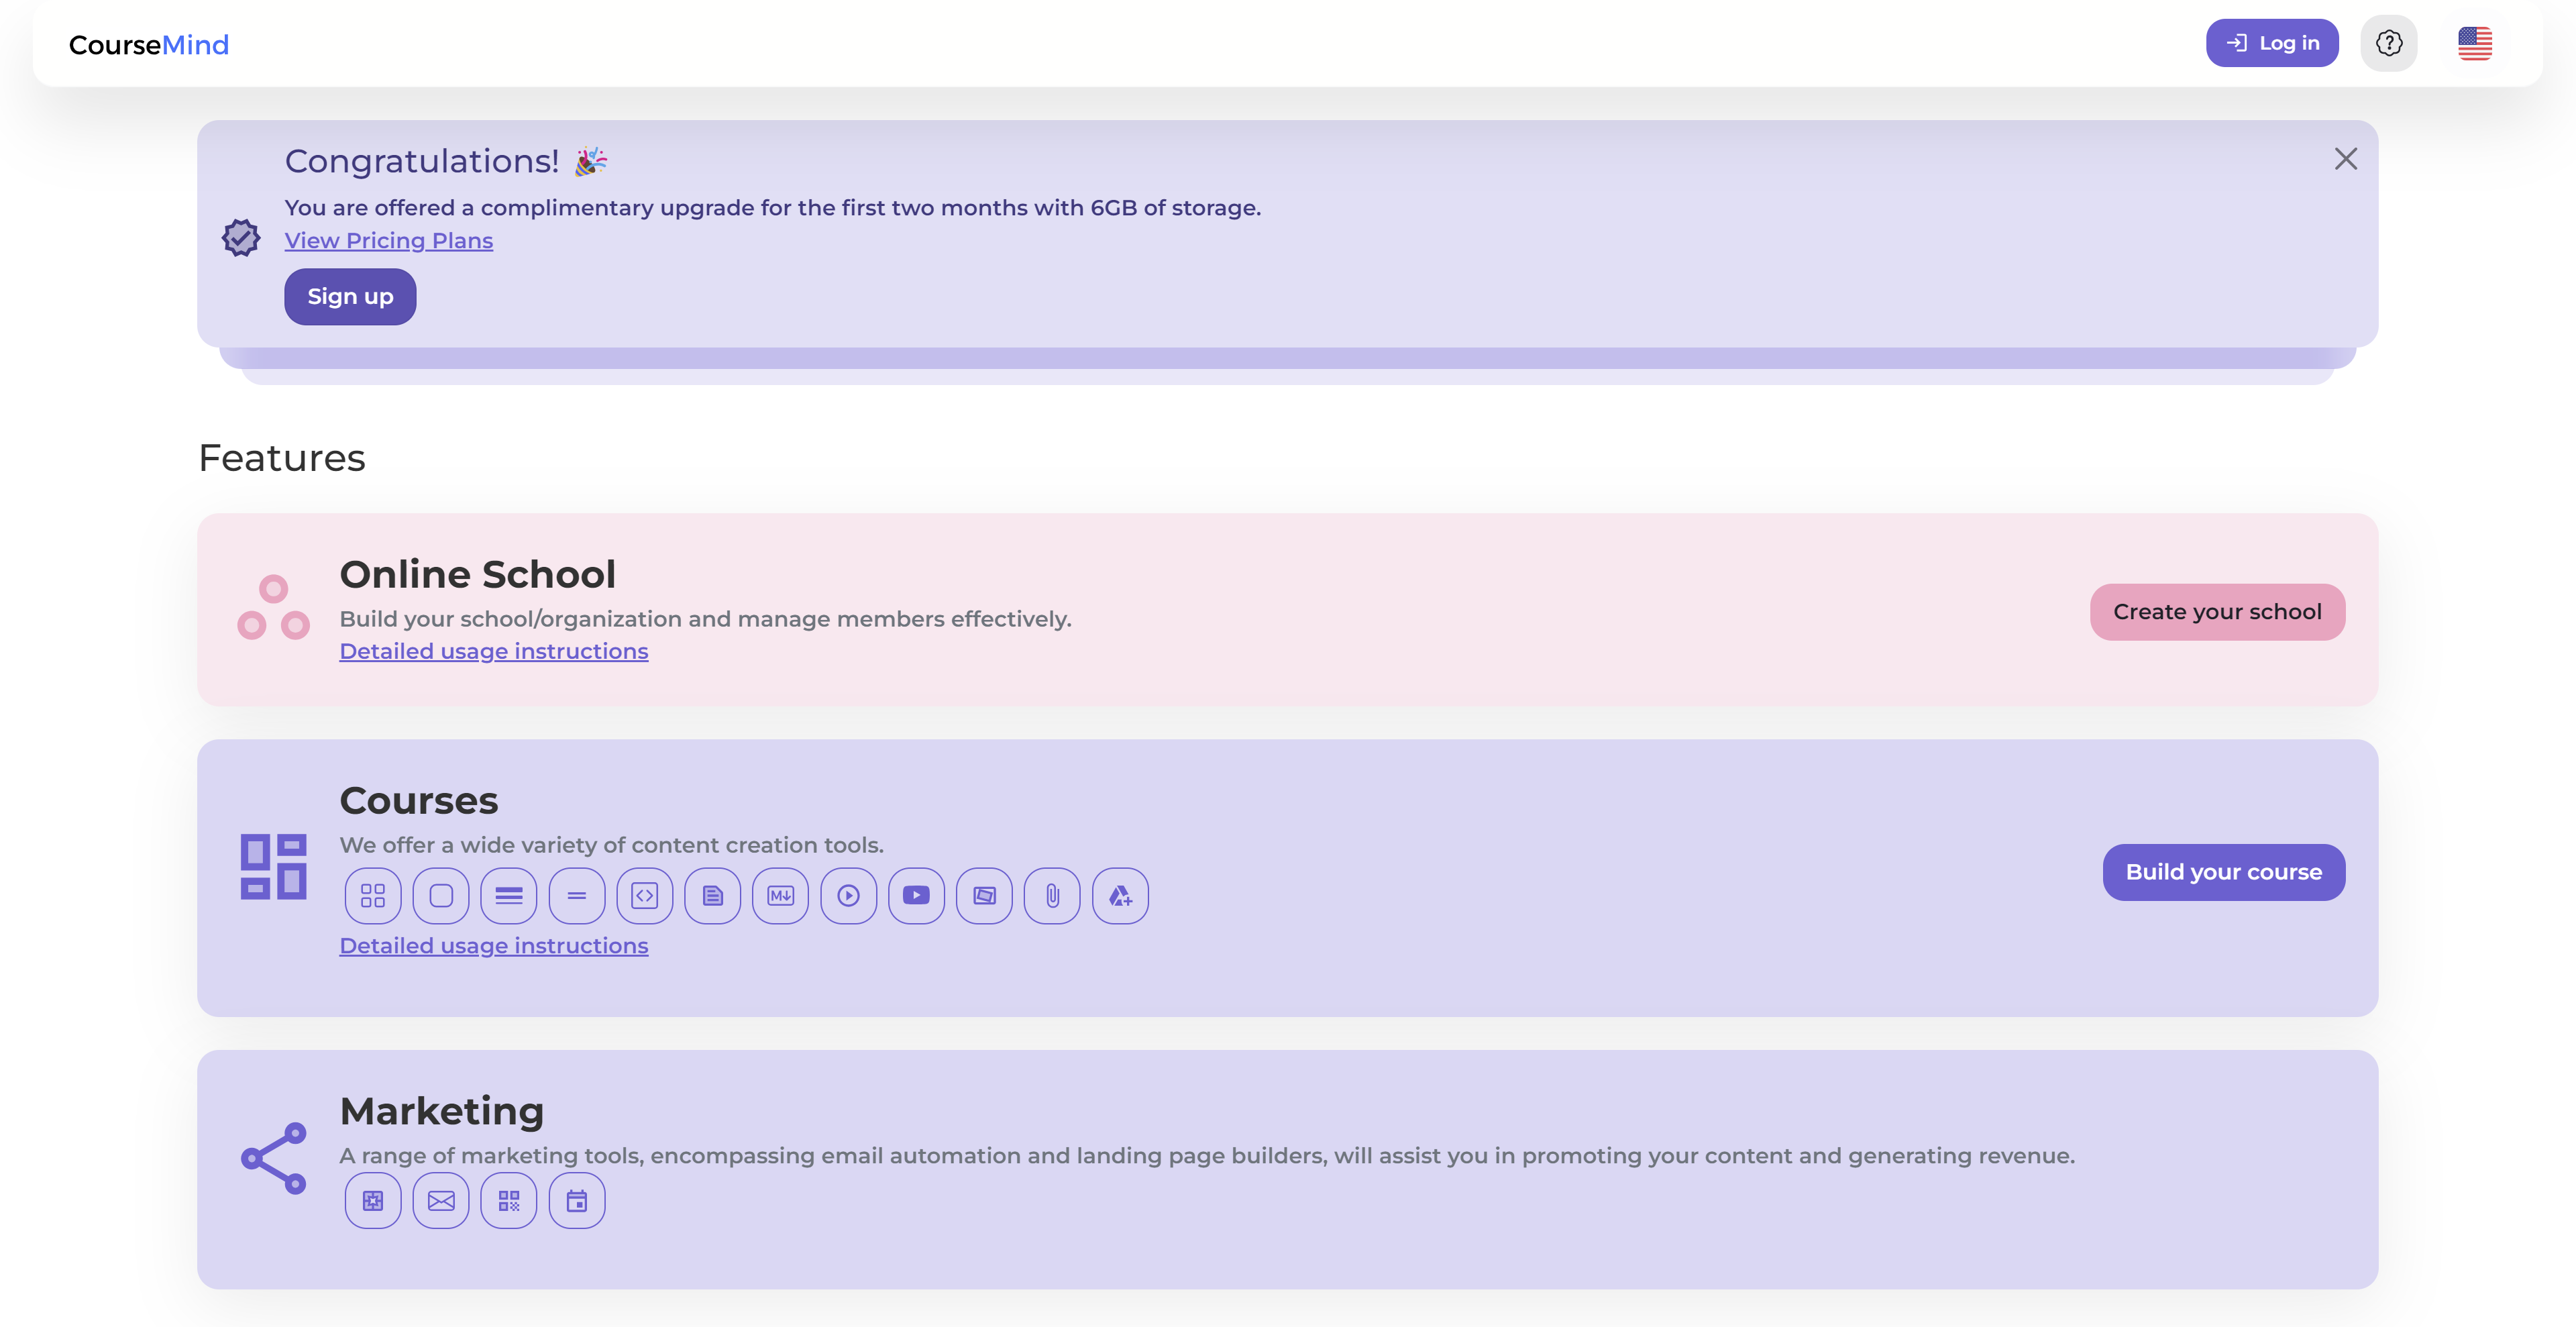 CourseMind
Log in
Congratulations! 🎉
You are offered a complimentary upgrade for the first two months with 6GB of storage.
View Pricing Plans
Sign up
Features
Online School
Build your school/organization and manage members effectively.
Detailed usage instructions
Create your school
Courses
We offer a wide variety of content creation tools.
M↓
Detailed usage instructions
Build your course
Marketing
A range of marketing tools, encompassing email automation and landing page builders, will assist you in promoting your content and generating revenue.